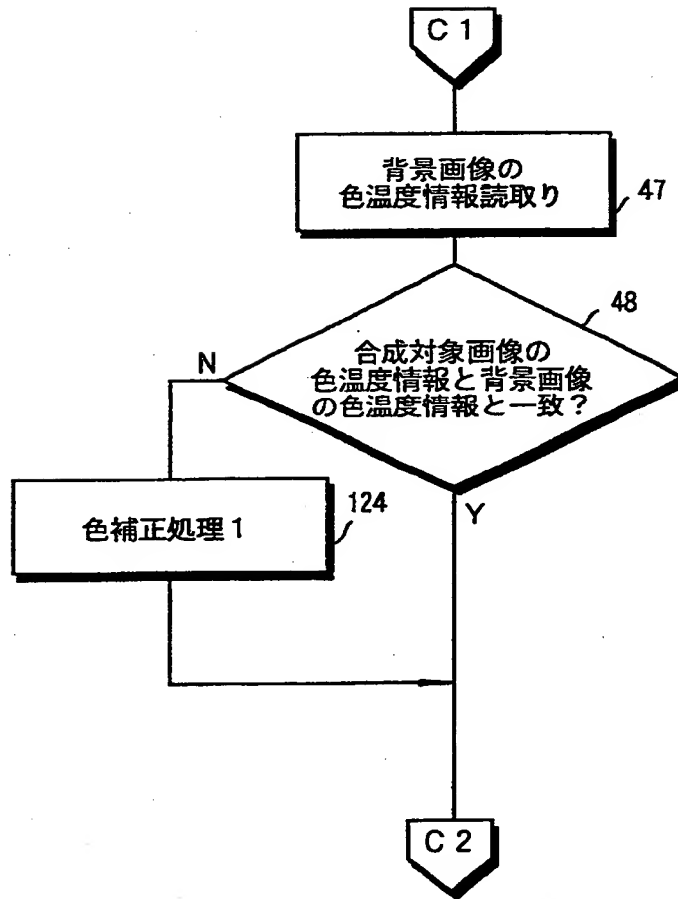 C1
背景画像の
色温度情報読取り
47
48
合成対象画像の
色温度情報と背景画像
の色温度情報と一致?
N
Y
色補正処理1
124
C2